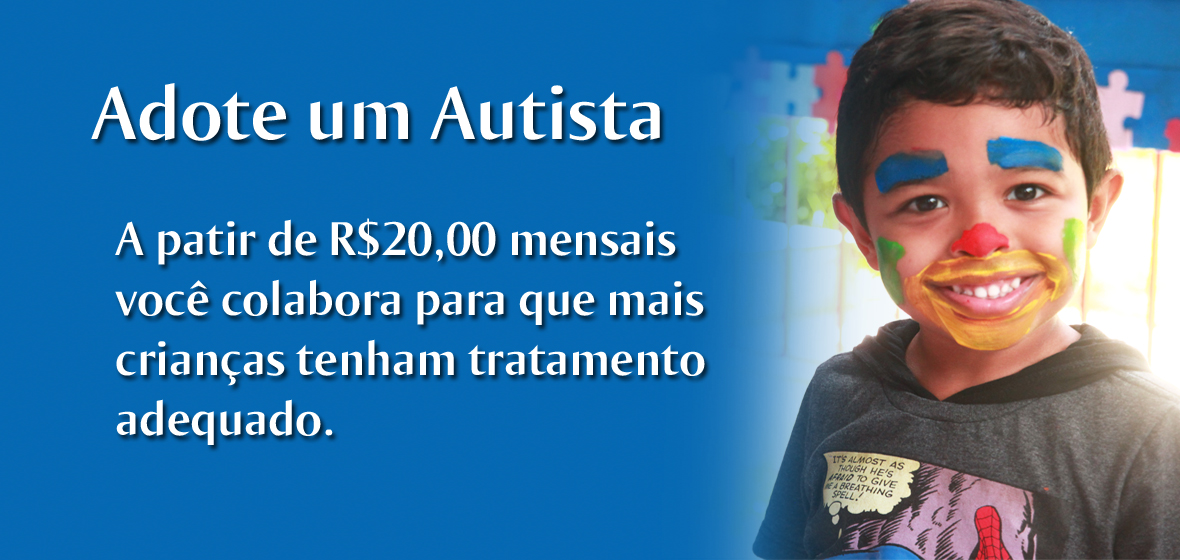 Adote um Autista
A patir de R$20,00 mensais
você colabora para que mais
crianças tenham tratamento
adequado.
IT'S ALMOST AS
THOUGH HE'S
AFRAID TO GIVE
ME A BREATHING
SPELL!